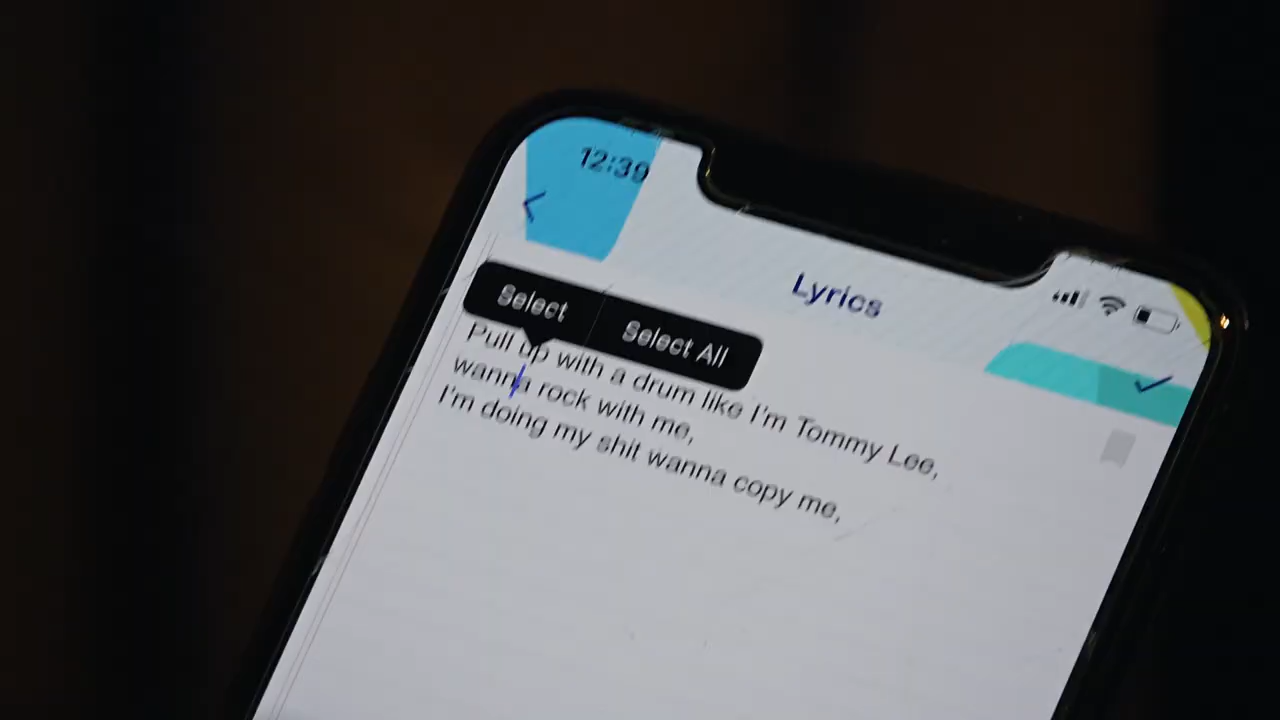 12:39
Lyrics
Select Select All
Pull up with a drum like I'm Tommy Lee,
wanna rock with me,
I'm doing my shit wanna copy me,